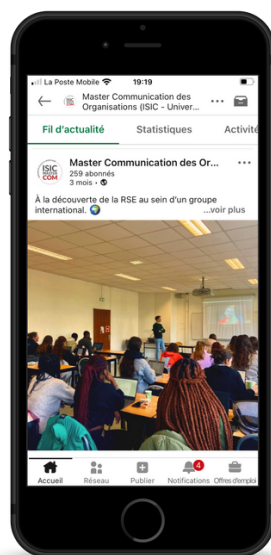 La Poste Mobile 19:19
Master Communication des
Organisations (ISIC - Univer...
Fil d'actualité Statistiques Activité
ISIC
MASTER
COM
Master Communication des Or...
259 abonnés
3 mois •
À la découverte de la RSE au sein d'un groupe
international. 🌍 ...voir plus
4
Accueil Réseau Publier Notifications Offres d'emploi